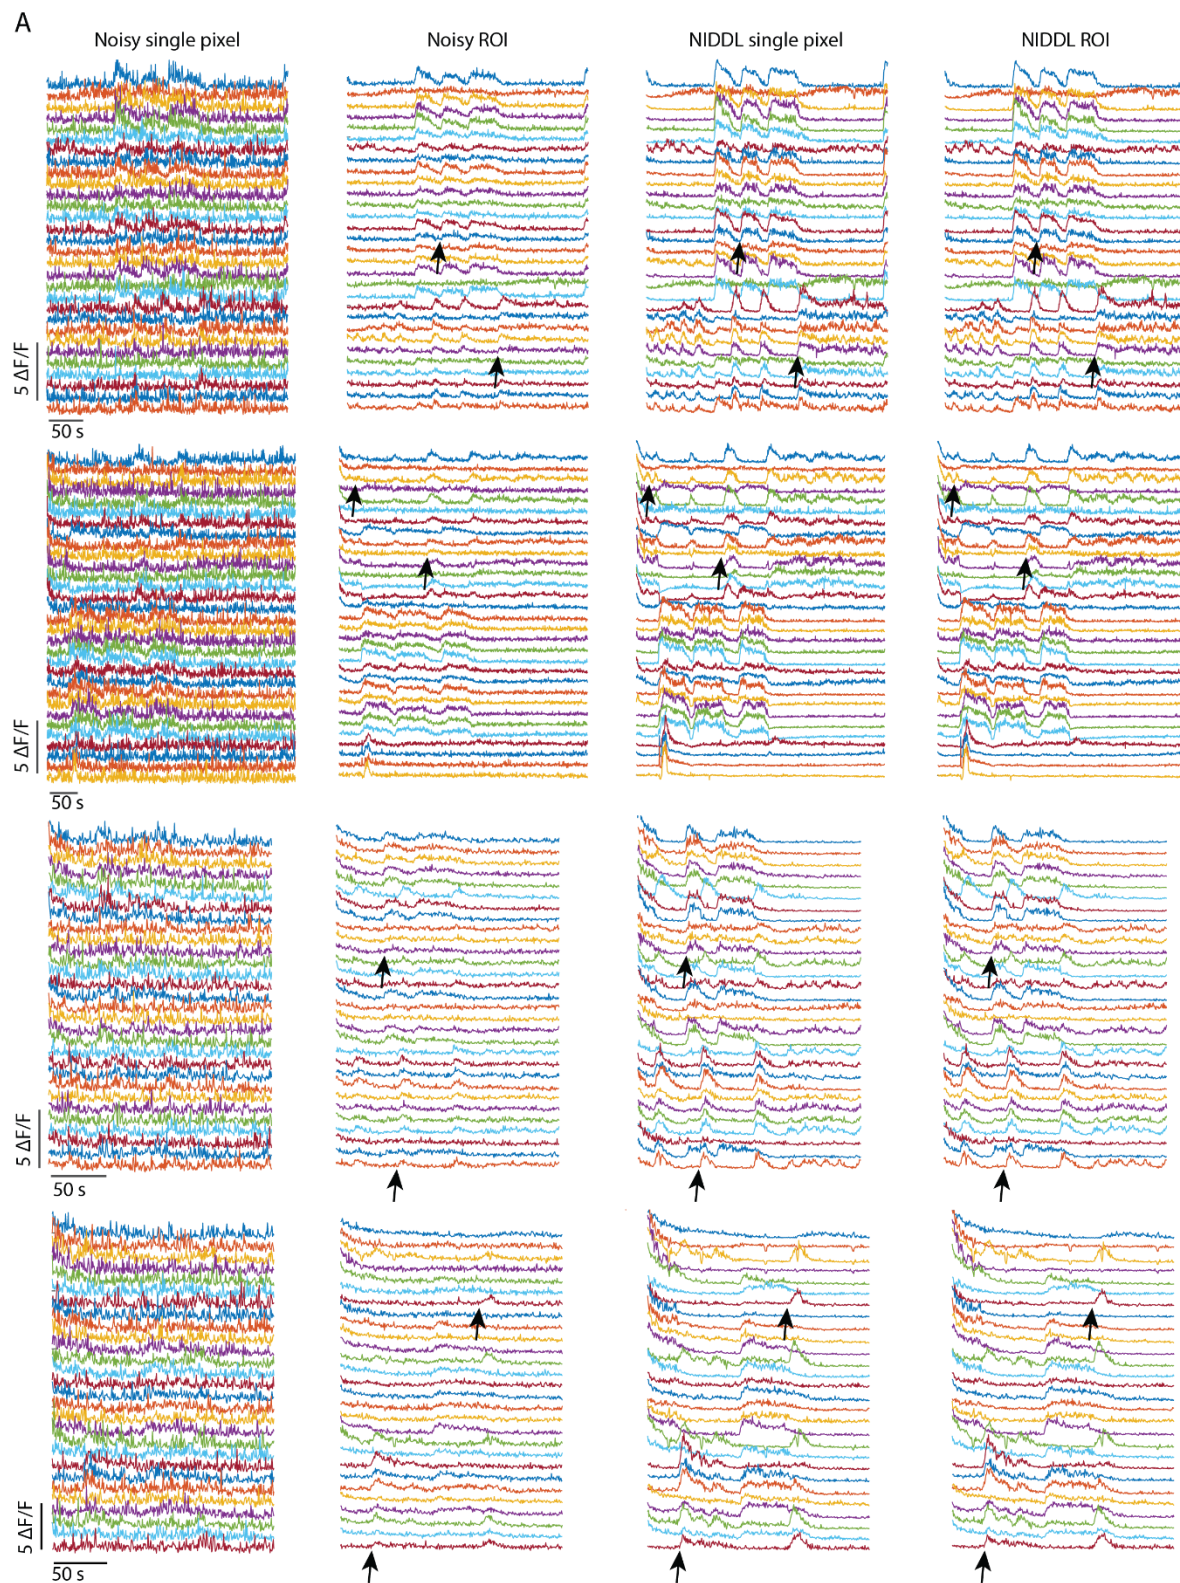 A
Noisy single pixel
Noisy ROI
NIDDL single pixel
NIDDL ROI
5 ΔF/F
50 s
5 ΔF/F
50 s
5 ΔF/F
50 s
5 ΔF/F
50 s